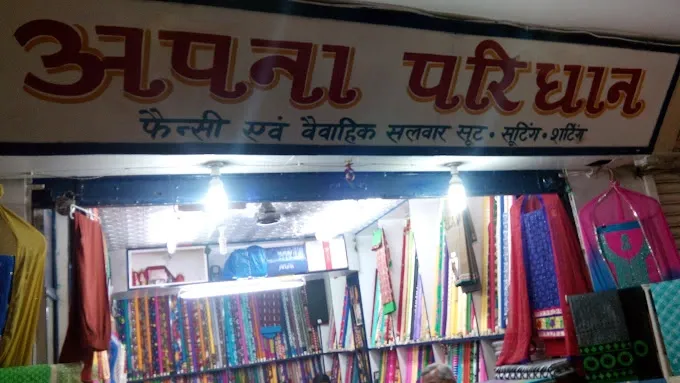 अपना परिधान
फैन्सी एवं वैवाहिक सलवार सूट • सूटिंग • शर्टिंग